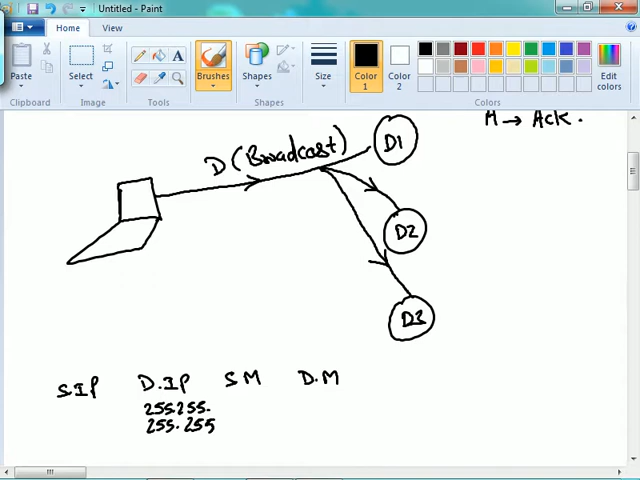 Untitled - Paint
Home View
Paste
Select
Brushes
Shapes
Size
Color 1
Color 2
Edit colors
Clipboard
Image
Tools
Shapes
Colors
M → Ack.
D (Broadcast)
D1
D2
D3
S IP D.IP S M D.M
255.255.
255.255